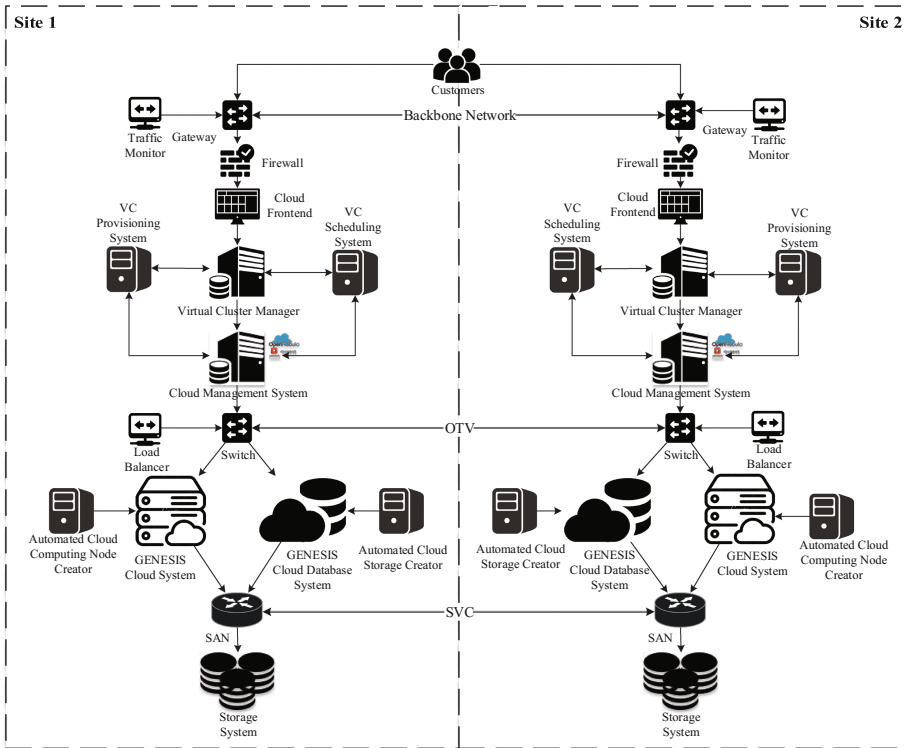 Site 1
Site 2
Customers
Backbone Network
Traffic
Monitor
Gateway
Gateway
Traffic
Monitor
Firewall
Firewall
Cloud
Frontend
Cloud
Frontend
VC
Provisioning
System
VC
Scheduling
System
VC
Scheduling
System
VC
Provisioning
System
Virtual Cluster Manager
Virtual Cluster Manager
Cloud Management System
Cloud Management System
OTV
Load
Balancer
Switch
Switch
Load
Balancer
Automated Cloud
Computing Node
Creator
GENESIS
Cloud System
GENESIS
Cloud Database
System
Automated Cloud
Storage Creator
Automated Cloud
Storage Creator
GENESIS
Cloud Database
System
GENESIS
Cloud System
Automated Cloud
Computing Node
Creator
SVC
SAN
SAN
Storage
System
Storage
System